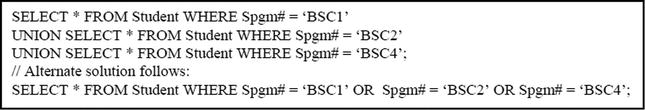 SELECT * FROM Student WHERE Spgm# = ‘BSC1’
UNION SELECT * FROM Student WHERE Spgm# = ‘BSC2’
UNION SELECT * FROM Student WHERE Spgm# = ‘BSC4’;
// Alternate solution follows:
SELECT * FROM Student WHERE Spgm# = ‘BSC1’ OR  Spgm# = ‘BSC2’ OR Spgm# = ‘BSC4’;